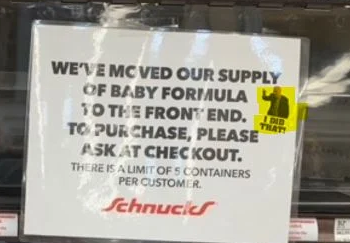 WE'VE MOVED OUR SUPPLY
OF BABY FORMULA
TO THE FRONT END.
TO PURCHASE, PLEASE
ASK AT CHECKOUT.
THERE IS A LIMIT OF 5 CONTAINERS
PER CUSTOMER.
Schnucks
I DID
THAT!